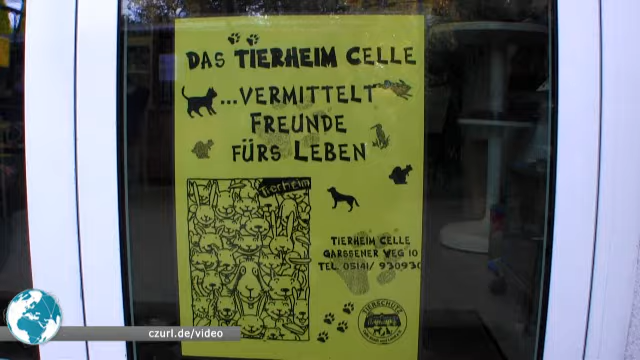 DAS TIERHEIM CELLE
...VERMITTELT
FREUNDE
FÜRS LEBEN
Tierheim
TIERHEIM CELLE
GARSSENER WEG 10
TEL. 05141/ 930930
TIERSCHUTZ
czurl.de/video